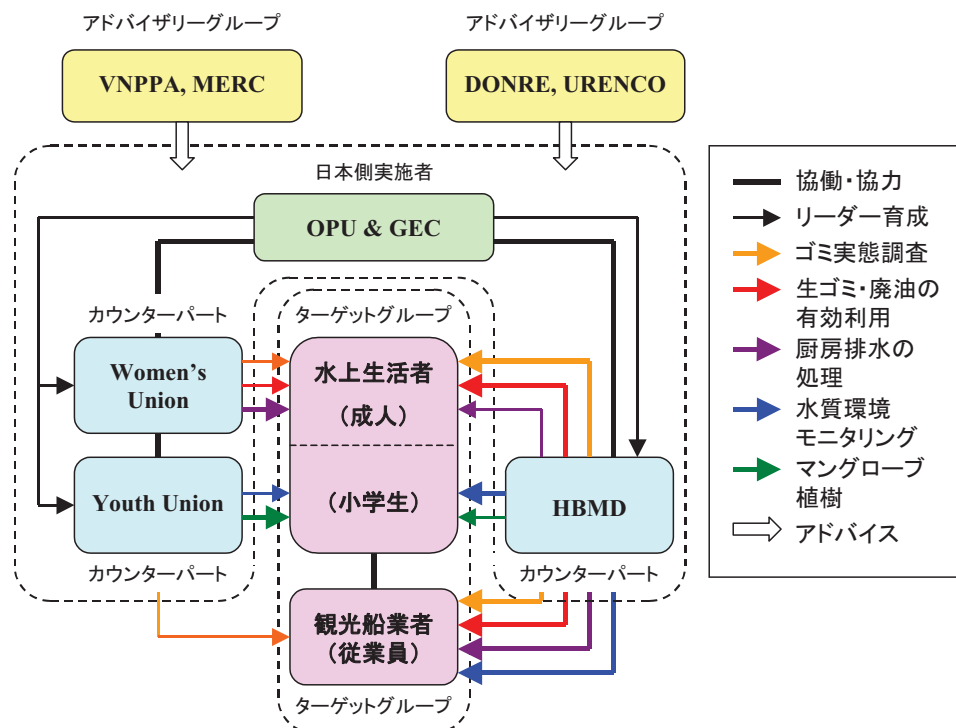 アドバイザリーグループ
アドバイザリーグループ
VNPPA, MERC
DONRE, URENCO
日本側実施者
OPU & GEC
カウンターパート
ターゲットグループ
Women's
Union
水上生活者
(成人)
(小学生)
Youth Union
HBMD
カウンターパート
カウンターパート
観光船業者
(従業員)
ターゲットグループ
協働・協力
リーダー育成
ゴミ実態調査
生ゴミ・廃油の
有効利用
厨房排水の
処理
水質環境
モニタリング
マングローブ
植樹
アドバイス